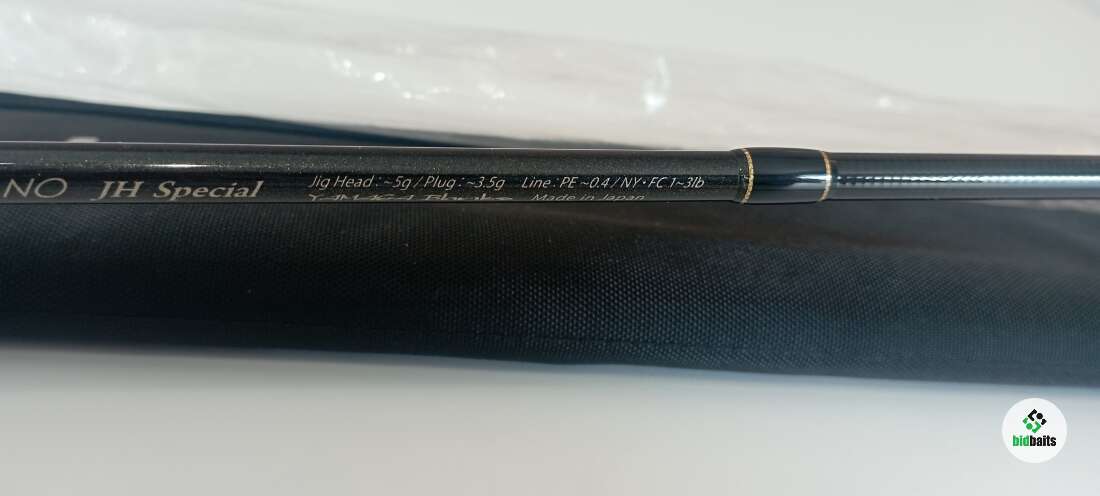 NO JH Special Jig Head : ~5g / Plug : ~3.5g Line : PE ~0.4 / NY・FC 1~3lb
Made in Japan
bidbaits